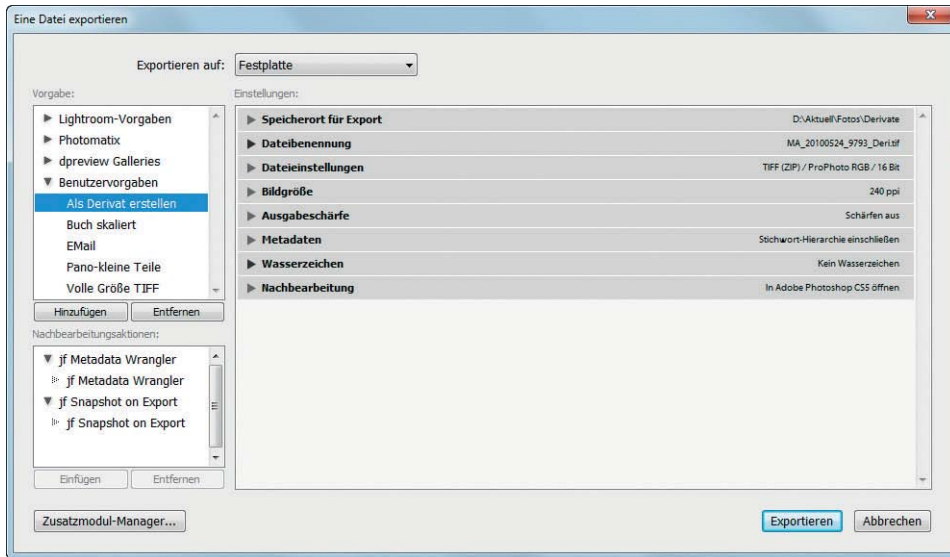 Eine Datei exportieren
Exportieren auf: Festplatte
Vorgabe:
Lightroom-Vorgaben
Photomatix
dpreview Galleries
Benutzervorgaben
Als Derivat erstellen
Buch skaliert
EMail
Pano-kleine Teile
Volle Größe TIFF
Hinzufügen Entfernen
Nachbearbeitungsaktionen:
jf Metadata Wrangler
jf Metadata Wrangler
jf Snapshot on Export
jf Snapshot on Export
Einfügen Entfernen
Einstellungen:
Speicherort für Export D:\Aktuell\Fotos\Derivate
Dateibenennung MA_20100524_9793_Deri.tif
Dateieinstellungen TIFF (ZIP) / ProPhoto RGB / 16 Bit
Bildgröße 240 ppi
Ausgabeschärfe Schärfen aus
Metadaten Stichwort-Hierarchie einschließen
Wasserzeichen Kein Wasserzeichen
Nachbearbeitung In Adobe Photoshop CS5 öffnen
Zusatzmodul-Manager... Exportieren Abbrechen